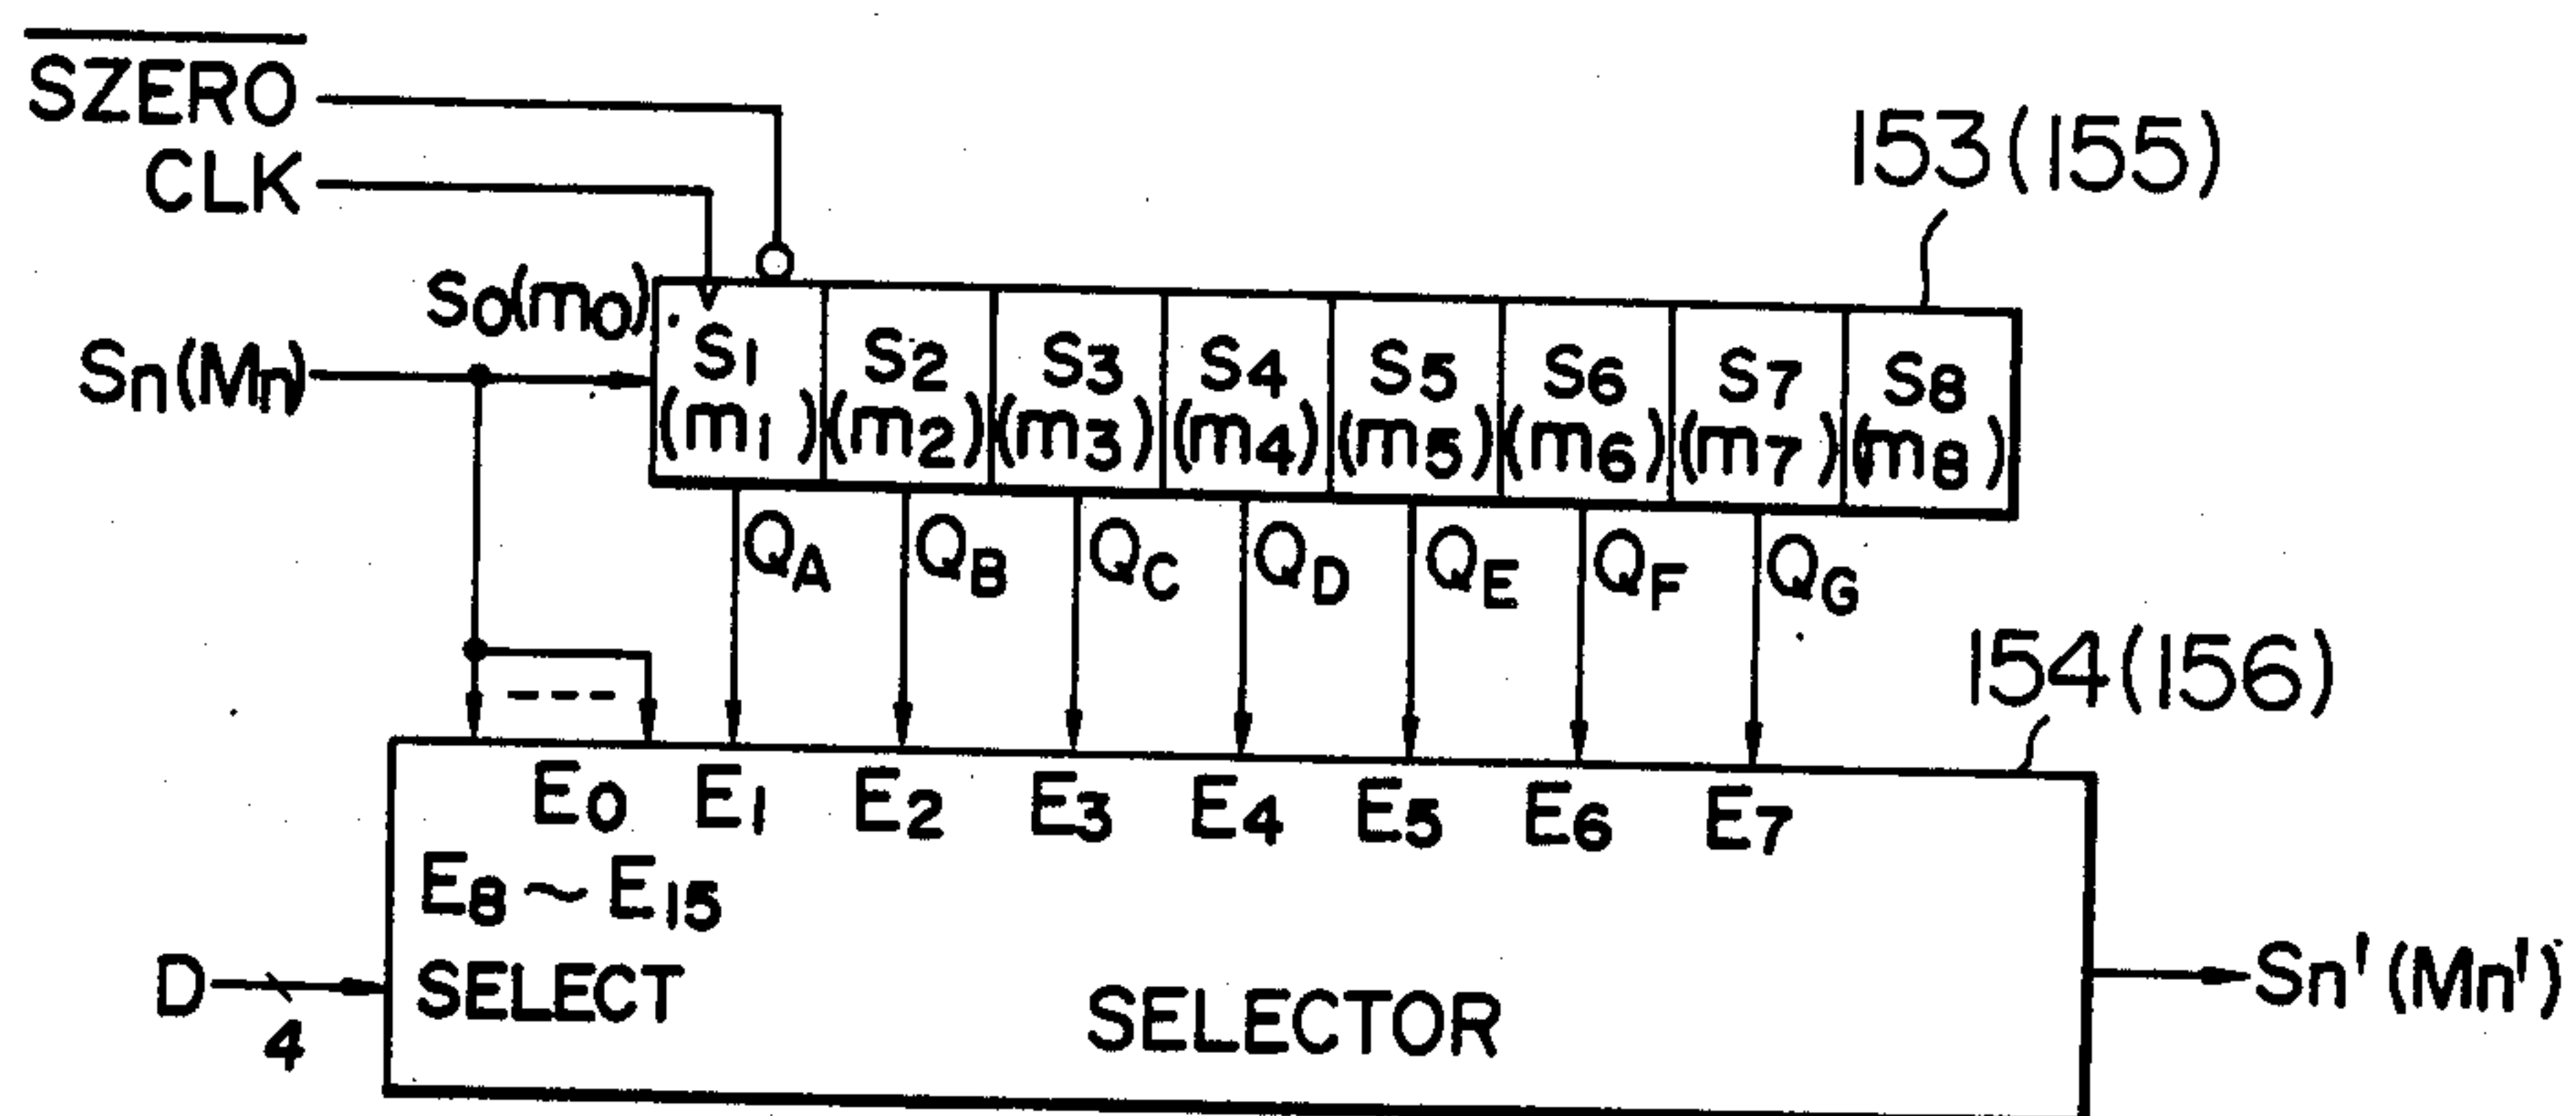 SZERO
CLK
153(155)
S0(m0)
Sn(Mn)
S1 S2 S3 S4 S5 S6 S7 S8
(m1) (m2) (m3) (m4) (m5) (m6) (m7) (m8)
QA QB QC QD QE QF QG
154(156)
E0 E1 E2 E3 E4 E5 E6 E7
E8 ~ E15
D
4
SELECT
SELECTOR
Sn'(Mn')